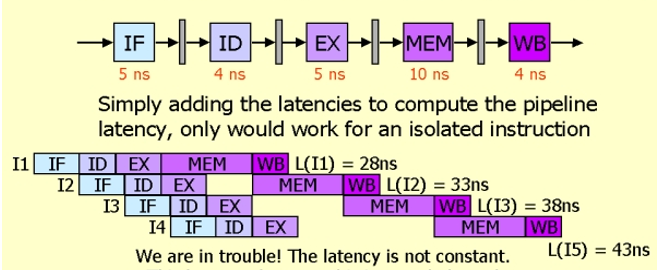 IF ID EX MEM WB
5 ns 4 ns 5 ns 10 ns 4 ns
Simply adding the latencies to compute the pipeline
latency, only would work for an isolated instruction
I1 IF ID EX MEM WB L(I1) = 28ns
I2 IF ID EX MEM WB L(I2) = 33ns
I3 IF ID EX MEM WB L(I3) = 38ns
I4 IF ID EX MEM WB
L(I5) = 43ns
We are in trouble! The latency is not constant.